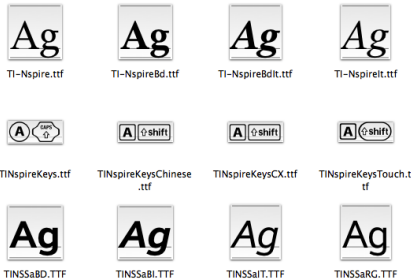 Ag Ag Ag Ag
TI-Nspire.ttf TI-NspireBd.ttf TI-NspireBdIt.ttf TI-NspireIt.ttf
A CAPS A shift A shift A shift
TINspireKeys.ttf TINspireKeysChinese.ttf TINspireKeysCX.ttf TINspireKeysTouch.ttf
Ag Ag Ag Ag
TINSSaBD.TTF TINSSaBI.TTF TINSSaIT.TTF TINSSaRG.TTF